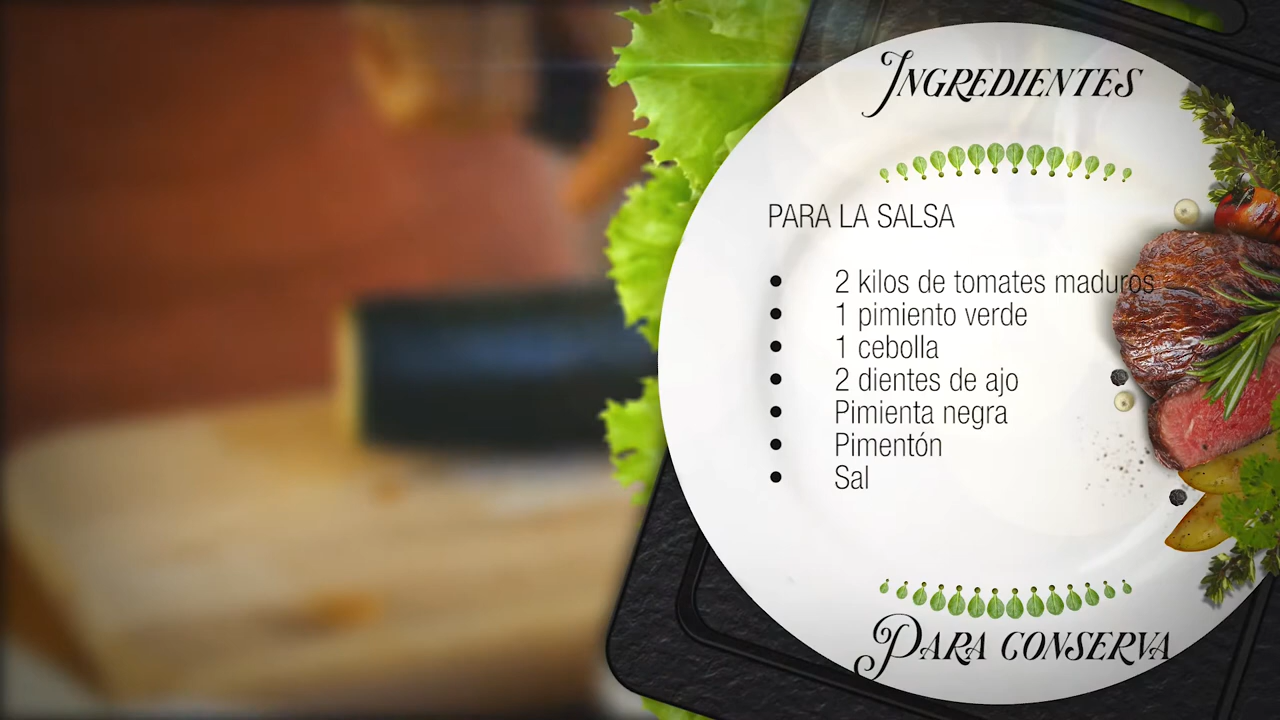 INGREDIENTES
PARA LA SALSA
• 2 kilos de tomates maduros
• 1 pimiento verde
• 1 cebolla
• 2 dientes de ajo
• Pimienta negra
• Pimentón
• Sal
PARA CONSERVA